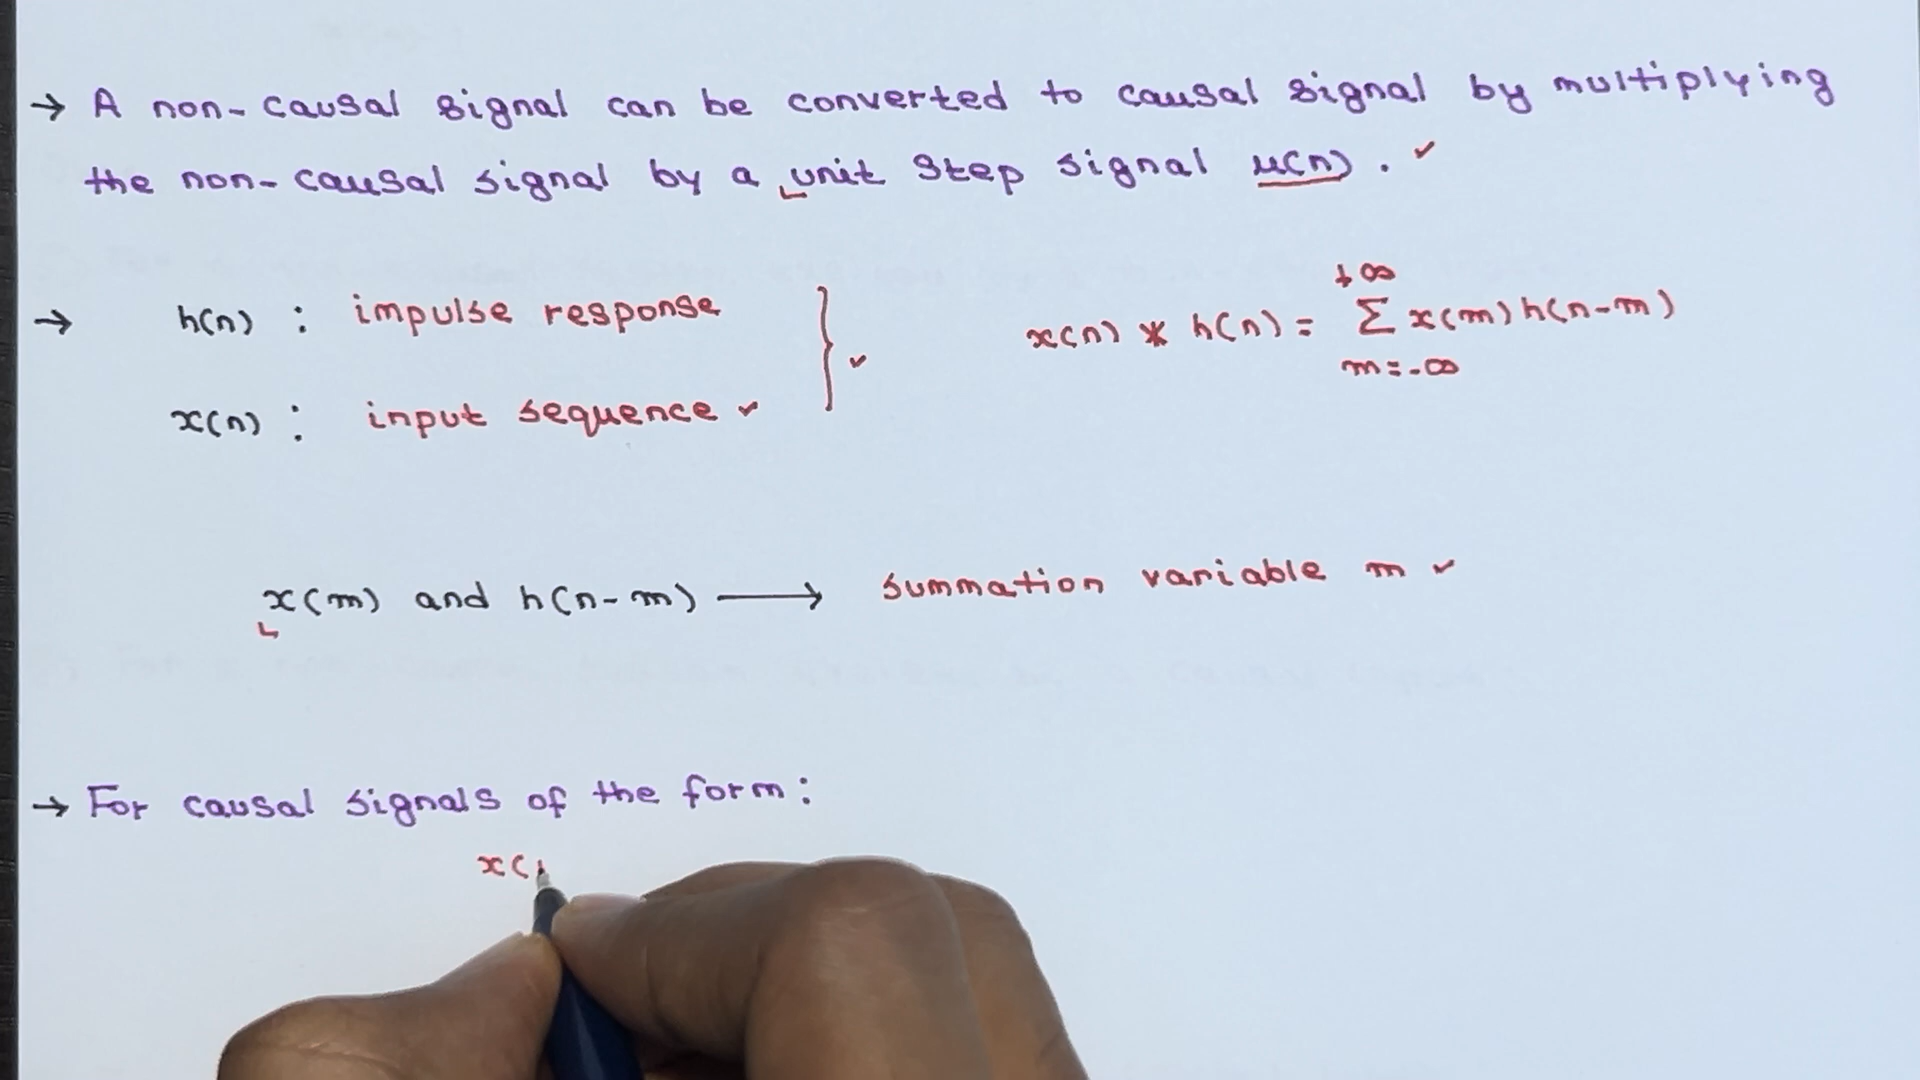 → A non-causal signal can be converted to causal signal by multiplying
the non-causal signal by a unit step signal u(n). ✓
→ h(n) : impulse response
x(n) : input sequence ✓
x(n) * h(n) = +∞ Σ m=-∞ x(m) h(n-m)
x(m) and h(n-m) → summation variable m ✓
→ For causal signals of the form:
x(